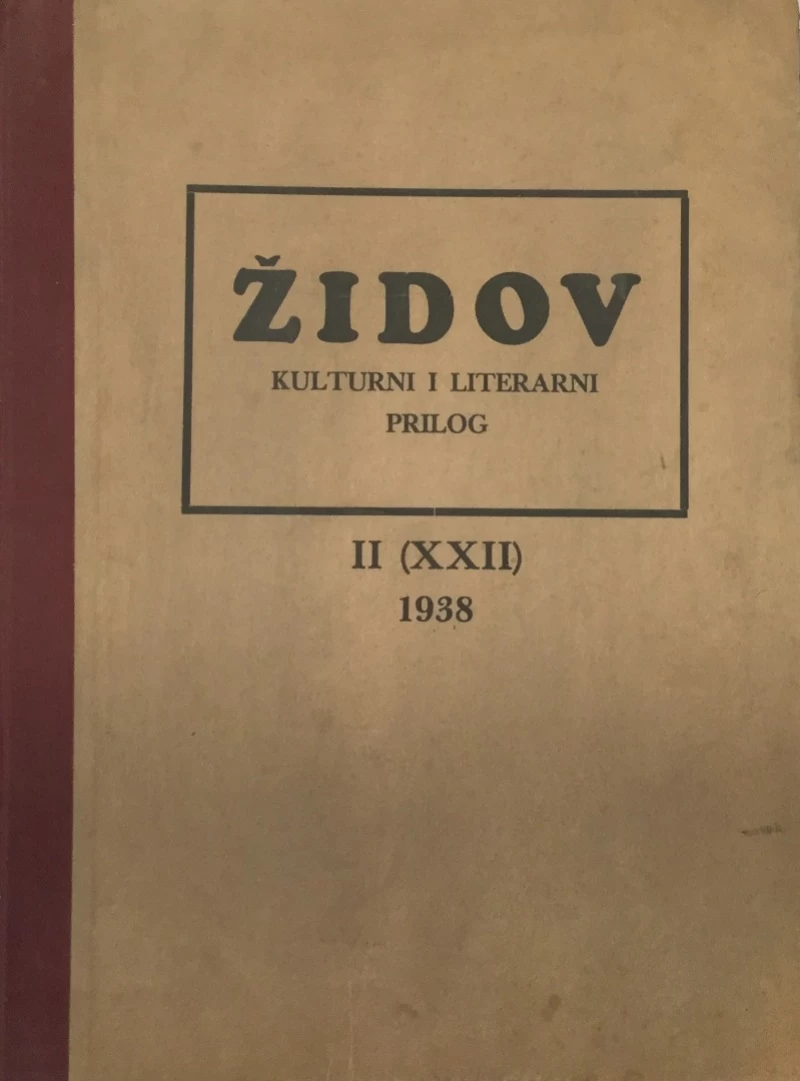 ŽIDOV
KULTURNI I LITERARNI
PRILOG
II (XXII)
1938